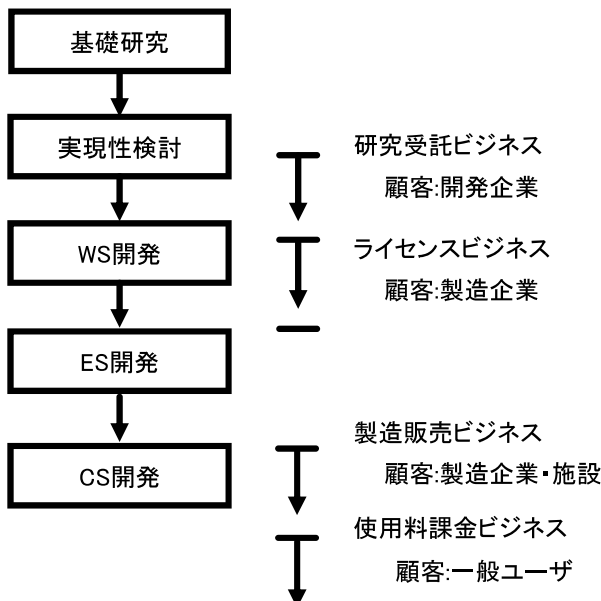 基礎研究
実現性検討
研究受託ビジネス
顧客:開発企業
WS開発
ライセンスビジネス
顧客:製造企業
ES開発
製造販売ビジネス
顧客:製造企業・施設
CS開発
使用料課金ビジネス
顧客:一般ユーザ